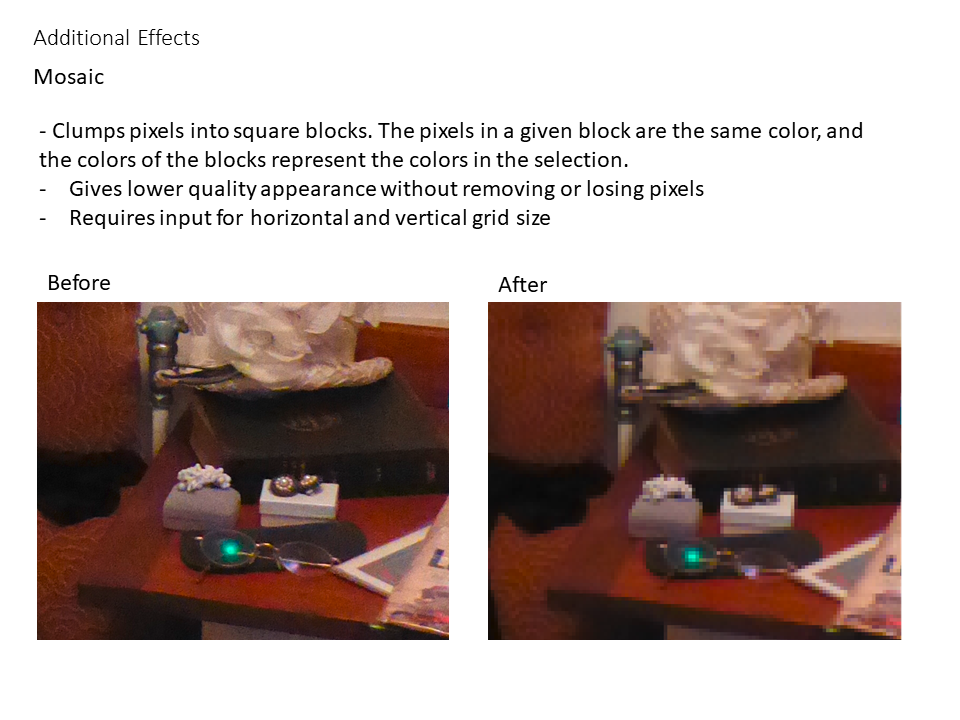 Additional Effects
Mosaic
- Clumps pixels into square blocks. The pixels in a given block are the same color, and
the colors of the blocks represent the colors in the selection.
- Gives lower quality appearance without removing or losing pixels
- Requires input for horizontal and vertical grid size
Before
After